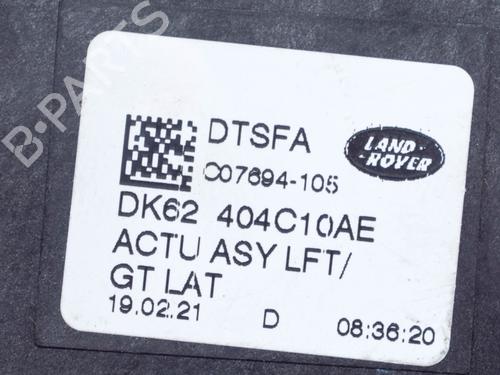 B-PARTS
DTSFA
LAND
ROVER
C07694-105
DK62 404C10AE
ACTU ASY LFT/
GT LAT
19.02.21 D 08:36:20